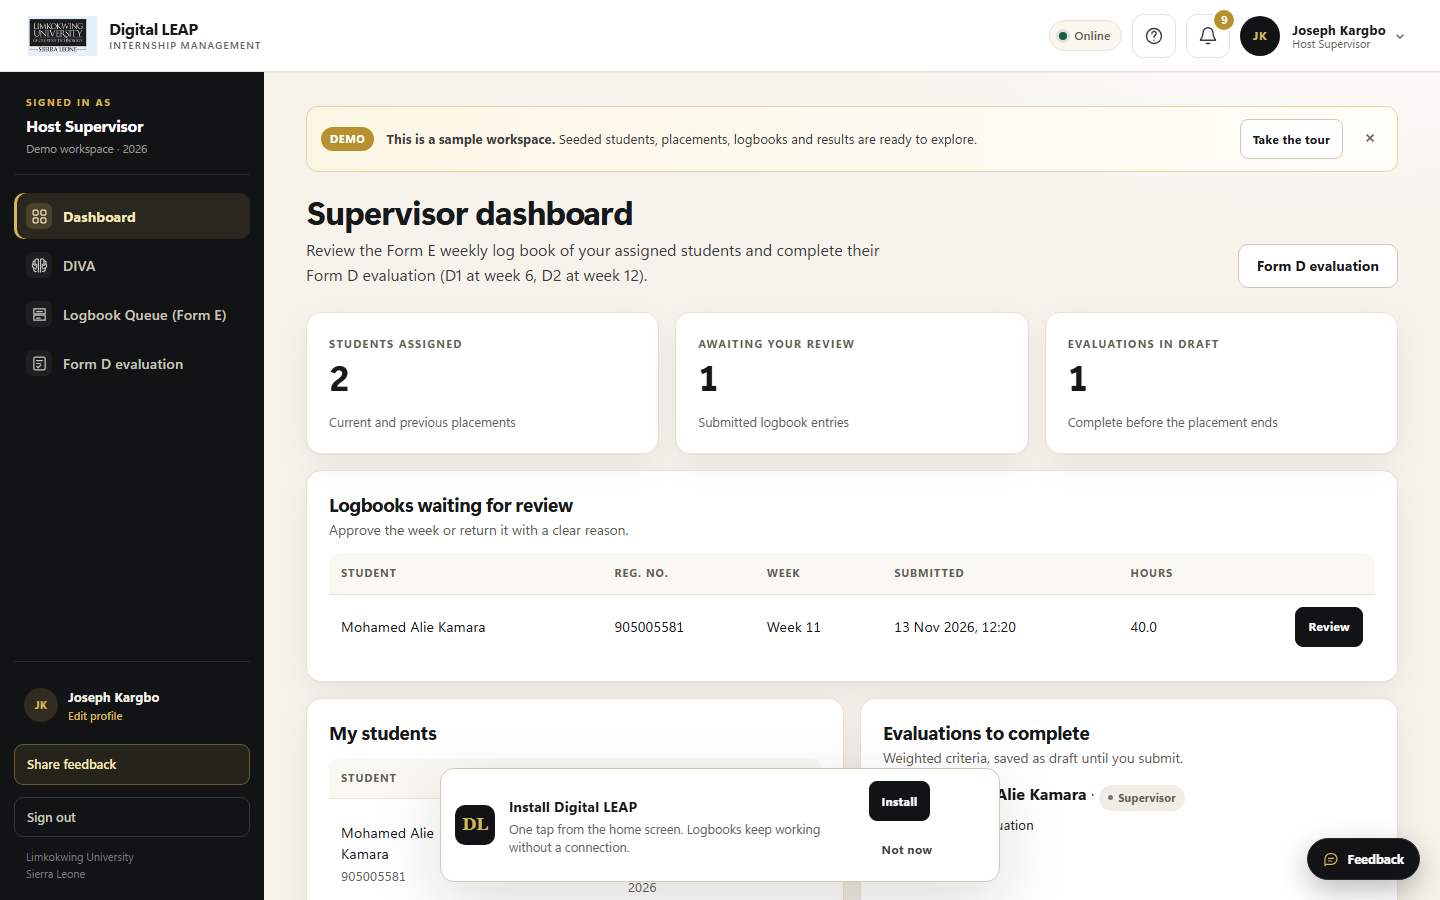 LIMKOKWING
UNIVERSITY
OF CREATIVE TECHNOLOGY
SIERRA LEONE
Digital LEAP
INTERNSHIP MANAGEMENT
Online
9
JK
Joseph Kargbo
Host Supervisor
SIGNED IN AS
Host Supervisor
Demo workspace · 2026
Dashboard
DIVA
Logbook Queue (Form E)
Form D evaluation
JK
Joseph Kargbo
Edit profile
Share feedback
Sign out
Limkokwing University
Sierra Leone
DEMO This is a sample workspace. Seeded students, placements, logbooks and results are ready to explore.
Take the tour ×
Supervisor dashboard
Review the Form E weekly log book of your assigned students and complete their
Form D evaluation (D1 at week 6, D2 at week 12).
Form D evaluation
STUDENTS ASSIGNED
2
Current and previous placements
AWAITING YOUR REVIEW
1
Submitted logbook entries
EVALUATIONS IN DRAFT
1
Complete before the placement ends
Logbooks waiting for review
Approve the week or return it with a clear reason.
STUDENT REG. NO. WEEK SUBMITTED HOURS
Mohamed Alie Kamara 905005581 Week 11 13 Nov 2026, 12:20 40.0 Review
My students
STUDENT
Mohamed Alie
Kamara
905005581
2026
Evaluations to complete
Weighted criteria, saved as draft until you submit.
Alie Kamara · Supervisor
uation
DL
Install Digital LEAP
One tap from the home screen. Logbooks keep working
without a connection.
Install
Not now
Feedback